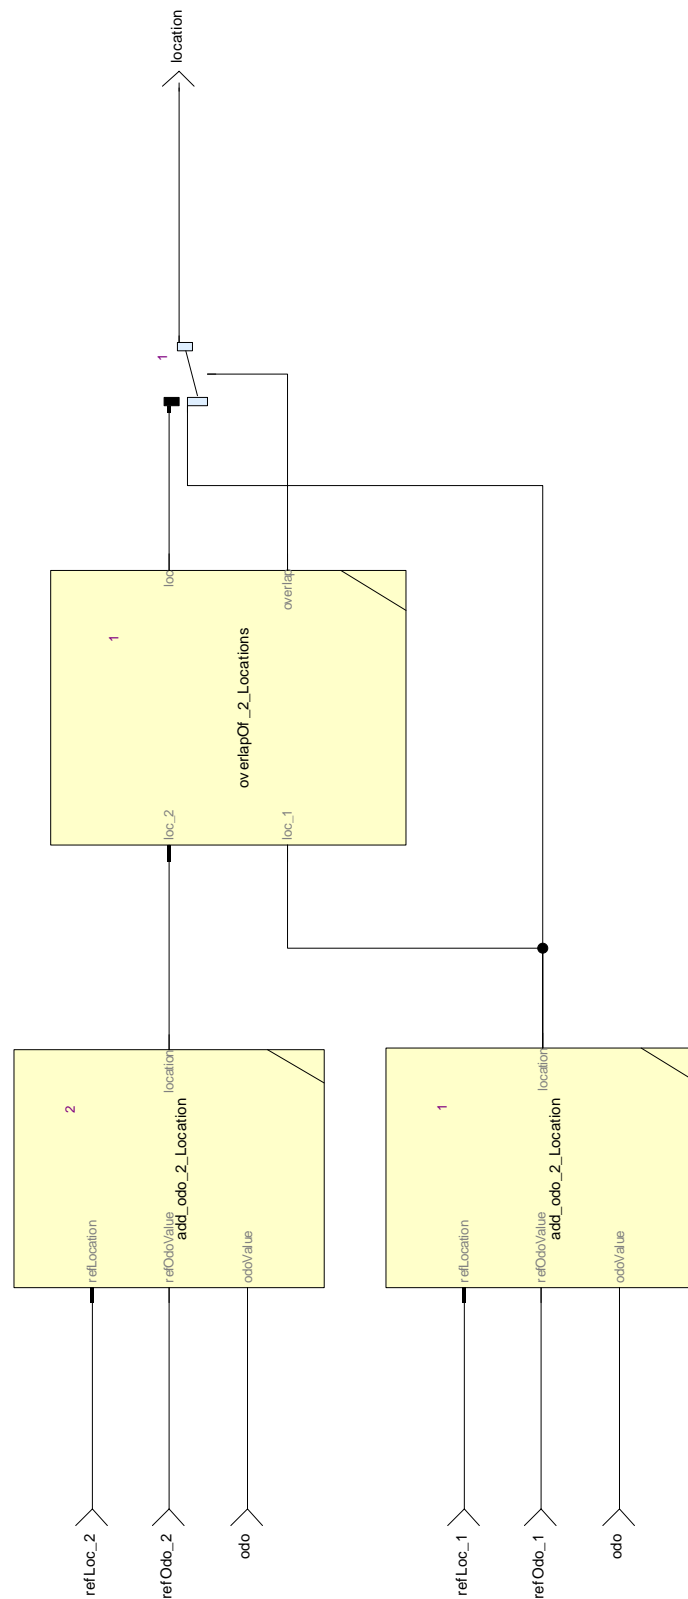 location
1
loc
overlap
1
overlapOf_2_Locations
loc_2
loc_1
location
2
add_odo_2_Location
refLocation
refOdoValue
odoValue
location
1
add_odo_2_Location
refLocation
refOdoValue
odoValue
refLoc_2
refOdo_2
odo
refLoc_1
refOdo_1
odo